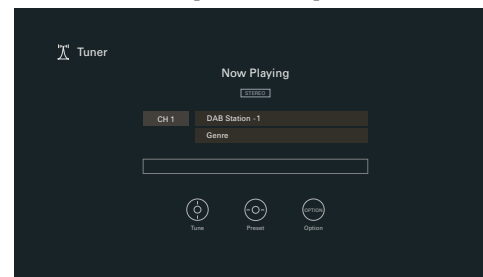 Tuner
Now Playing
STEREO
CH 1
DAB Station -1
Genre
OPTION
Tune
Preset
Option